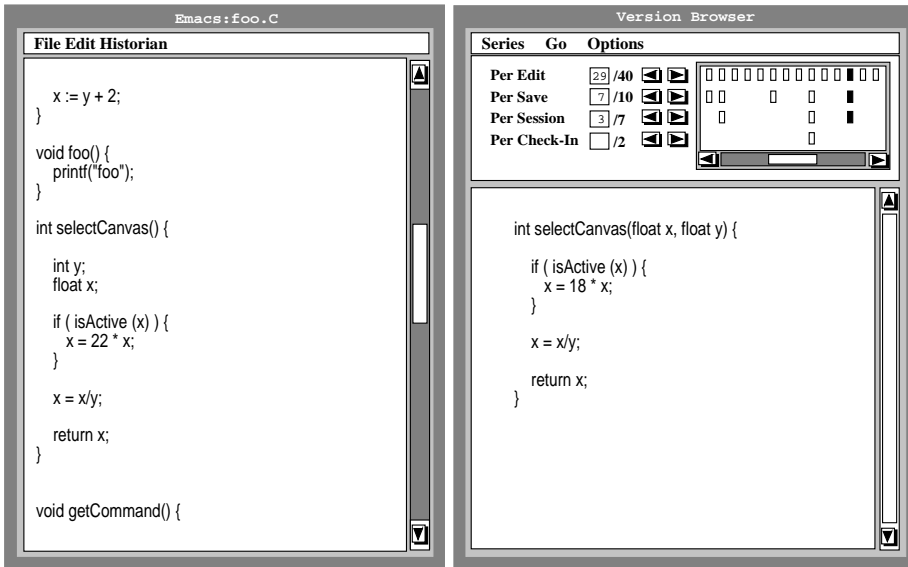 Emacs:foo.C
File Edit Historian
x := y + 2;
}
void foo() {
printf("foo");
}
int selectCanvas() {
int y;
float x;
if ( isActive (x) ) {
x = 22 * x;
}
x = x/y;
return x;
}
void getCommand() {
Version Browser
Series Go Options
Per Edit 29 /40
Per Save 7 /10
Per Session 3 /7
Per Check-In /2
int selectCanvas(float x, float y) {
if ( isActive (x) ) {
x = 18 * x;
}
x = x/y;
return x;
}